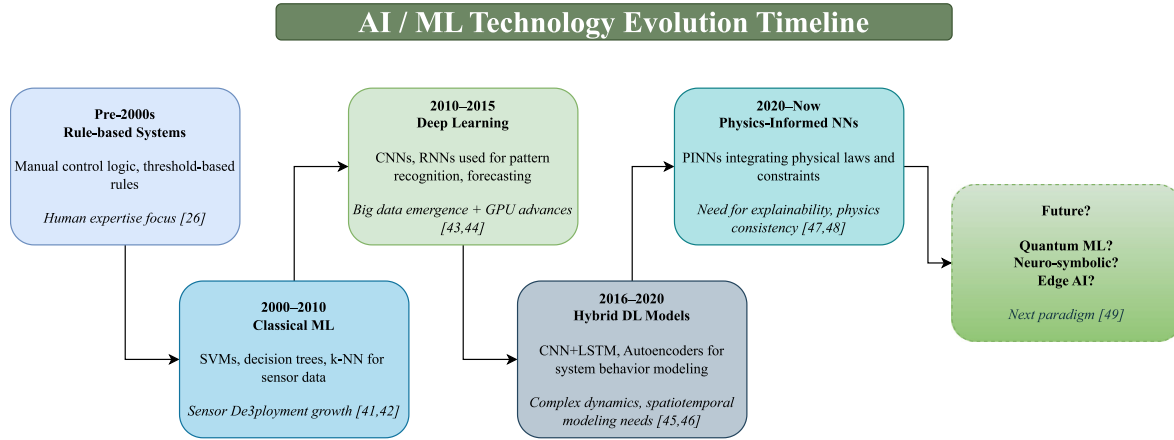 AI / ML Technology Evolution Timeline
Pre-2000s
Rule-based Systems
Manual control logic, threshold-based
rules
Human expertise focus [26]
2000–2010
Classical ML
SVMs, decision trees, k-NN for
sensor data
Sensor De3ployment growth [41,42]
2010–2015
Deep Learning
CNNs, RNNs used for pattern
recognition, forecasting
Big data emergence + GPU advances
[43,44]
2016–2020
Hybrid DL Models
CNN+LSTM, Autoencoders for
system behavior modeling
Complex dynamics, spatiotemporal
modeling needs [45,46]
2020–Now
Physics-Informed NNs
PINNs integrating physical laws and
constraints
Need for explainability, physics
consistency [47,48]
Future?
Quantum ML?
Neuro-symbolic?
Edge AI?
Next paradigm [49]